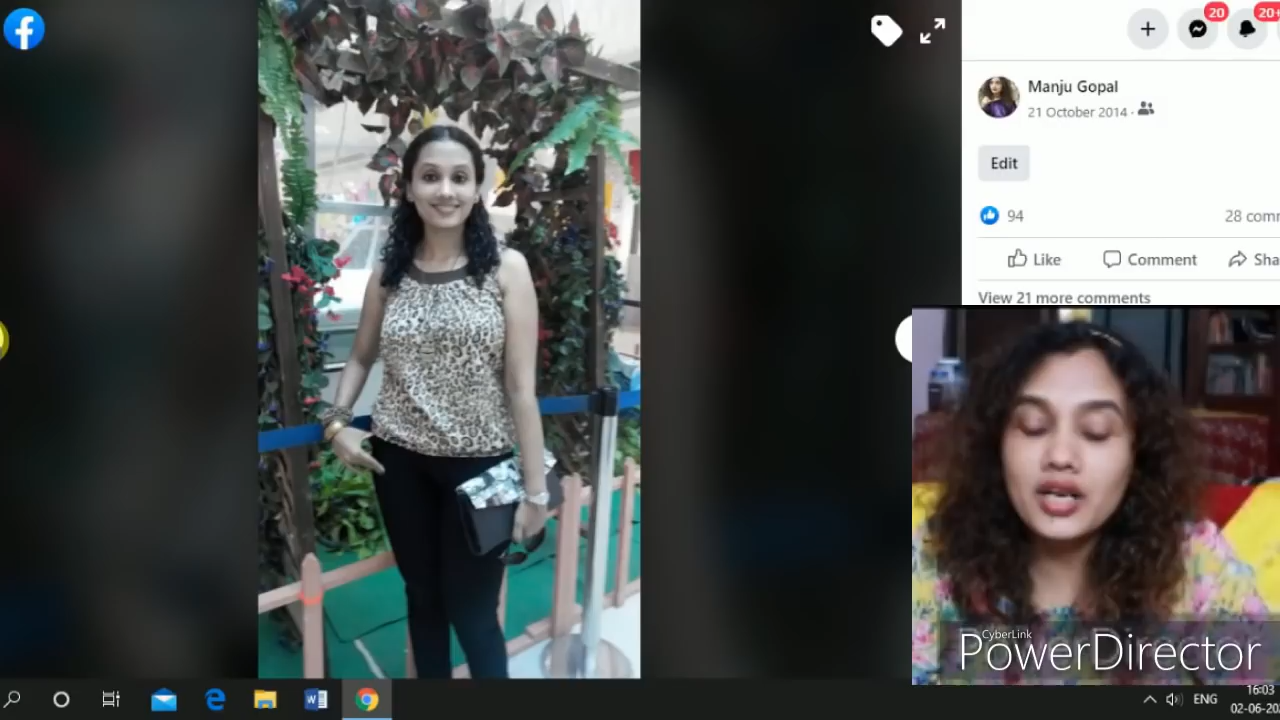 20
20+
Manju Gopal
21 October 2014
Edit
94
28 comm
Like
Comment
Sha
View 21 more comments
CyberLink
PowerDirector
ENG
16:03
02-06-20